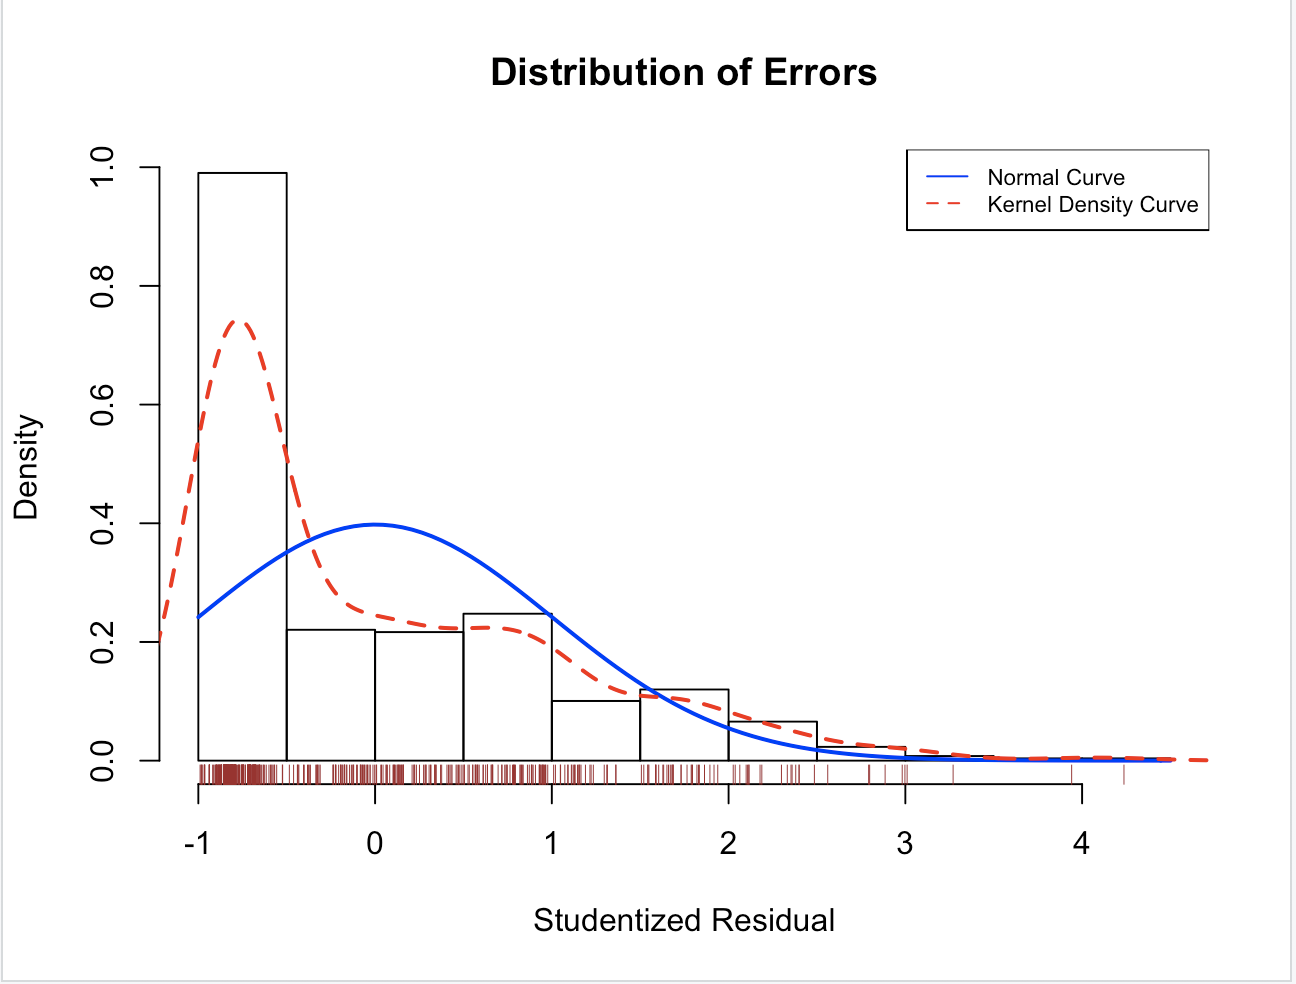 Distribution of Errors
Normal Curve
Kernel Density Curve
1.0
0.8
0.6
0.4
0.2
0.0
Density
-1 0 1 2 3 4
Studentized Residual